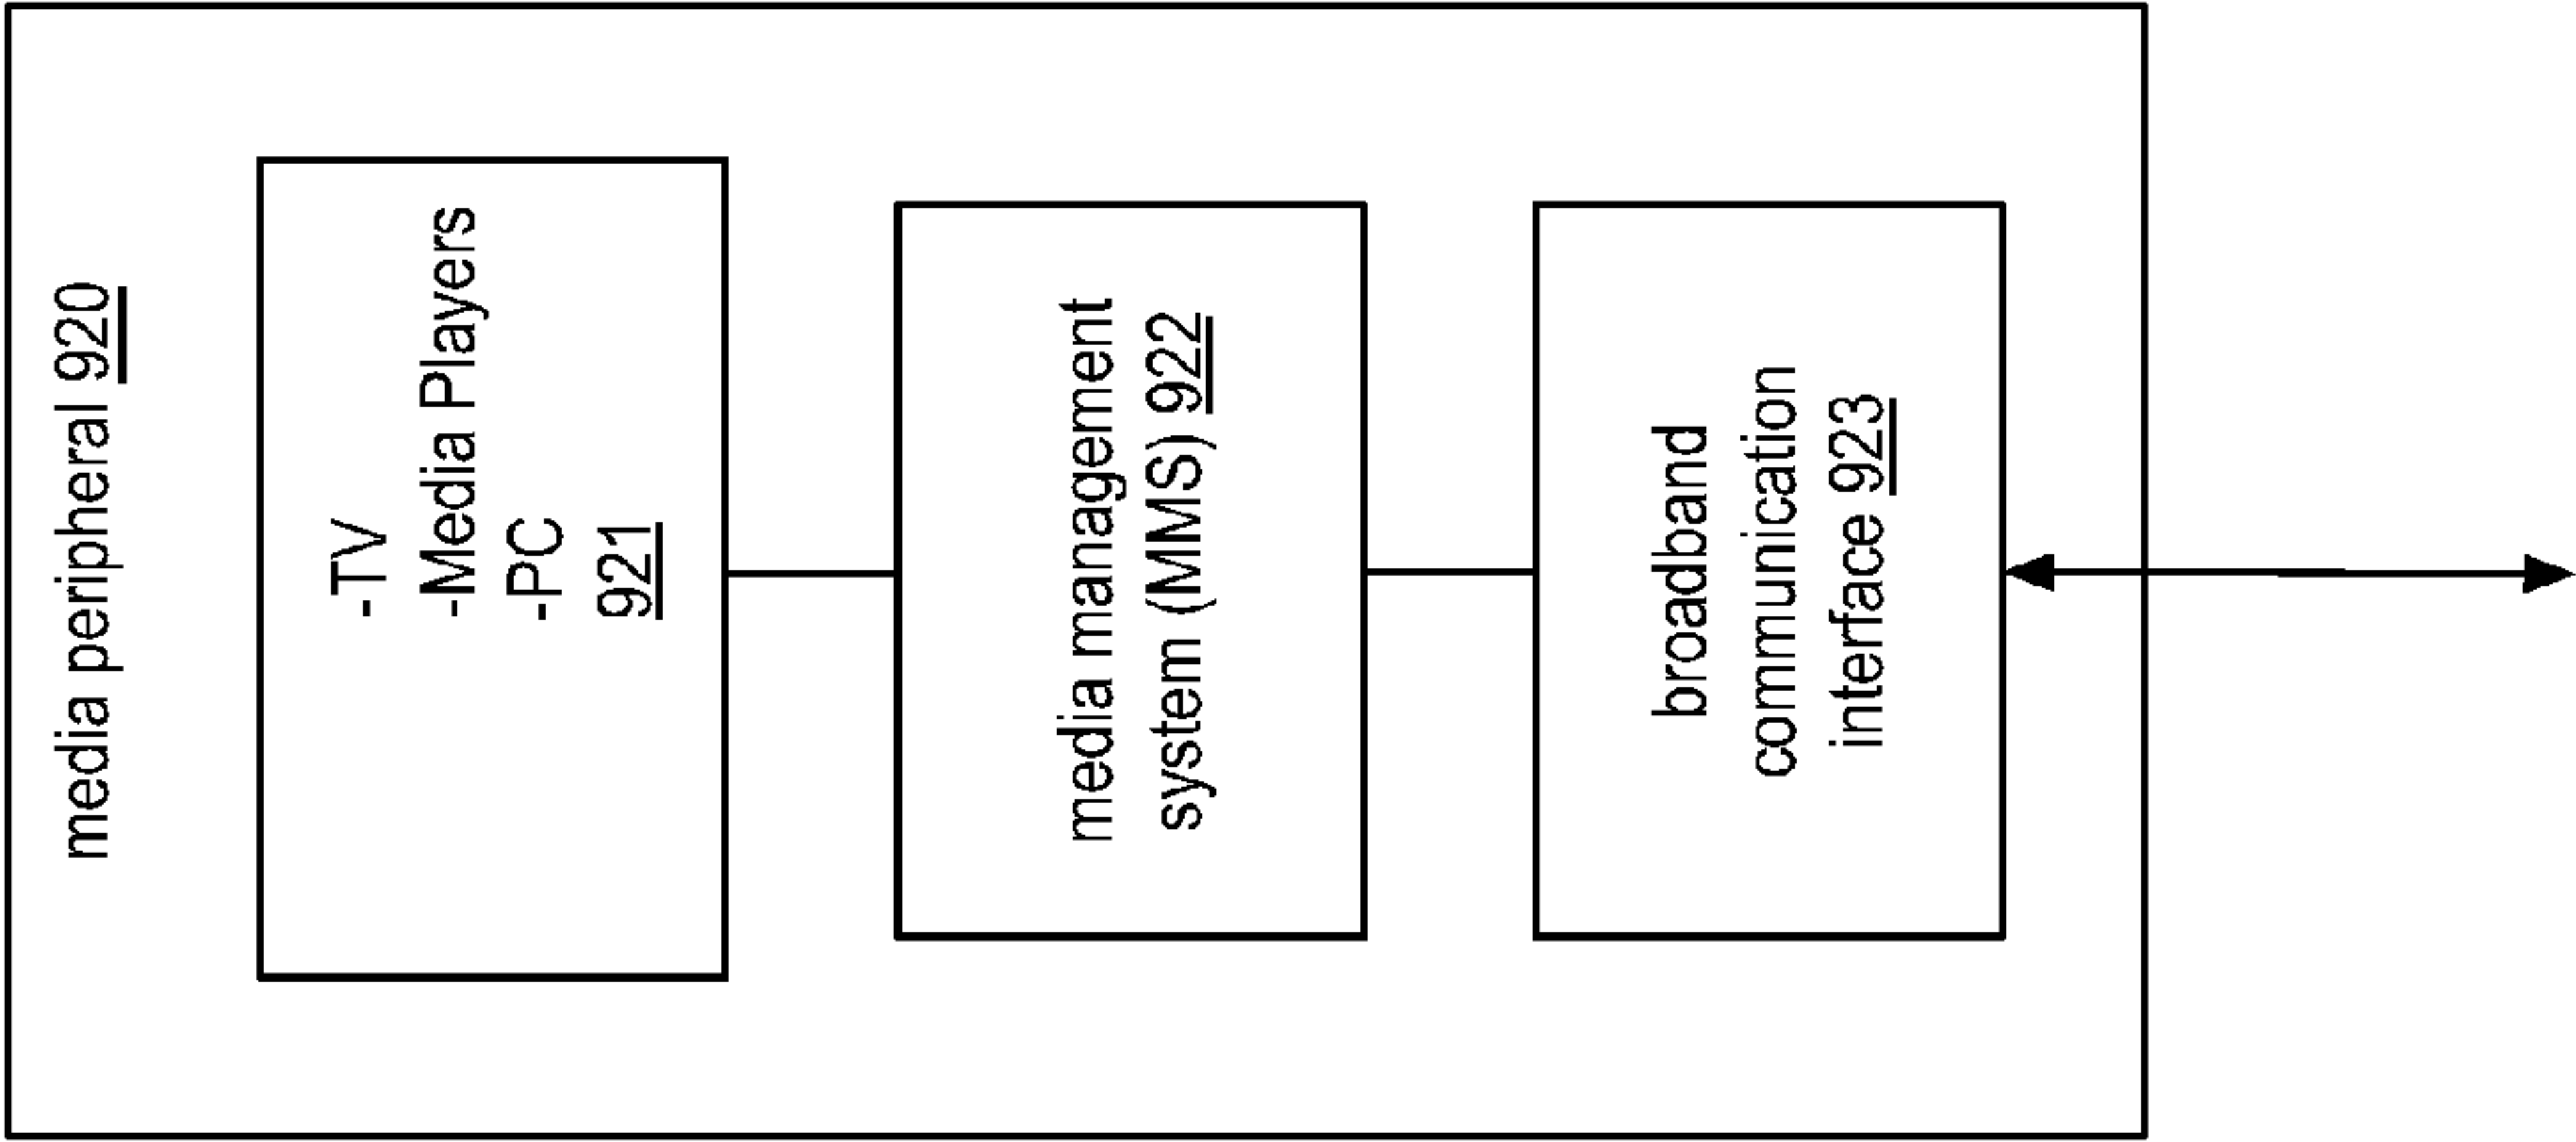 media peripheral 920
-TV
-Media Players
-PC
921
media management
system (MMS) 922
broadband
communication
interface 923